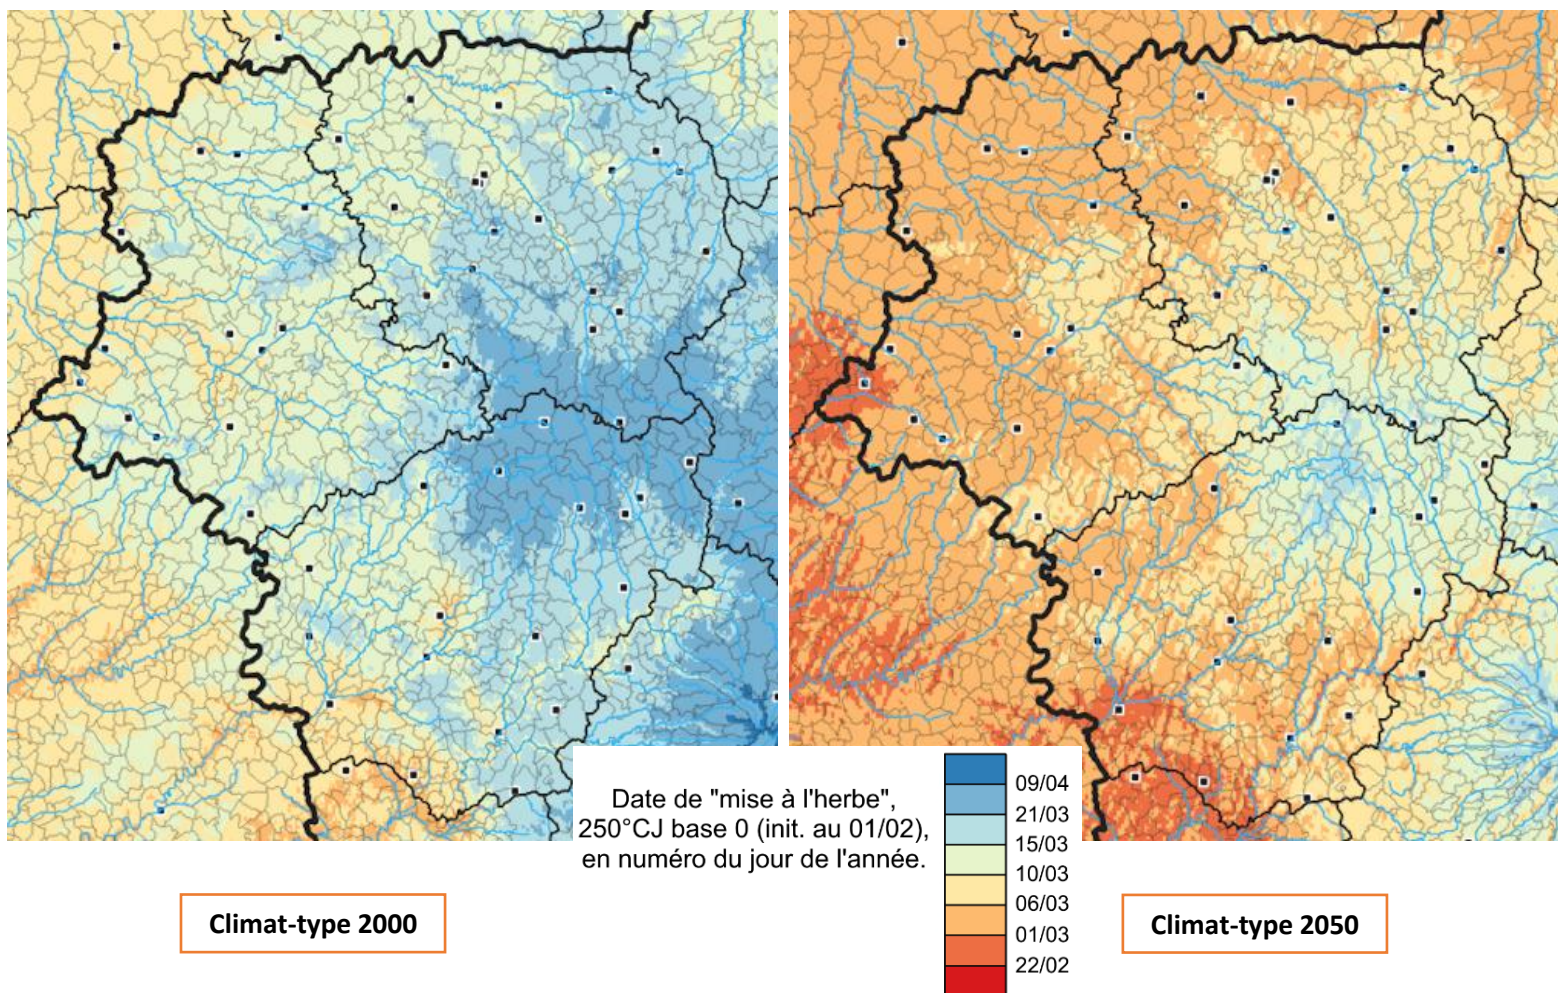 Date de "mise à l'herbe",
250°CJ base 0 (init. au 01/02),
en numéro du jour de l'année.
09/04
21/03
15/03
10/03
06/03
01/03
22/02
Climat-type 2000
Climat-type 2050